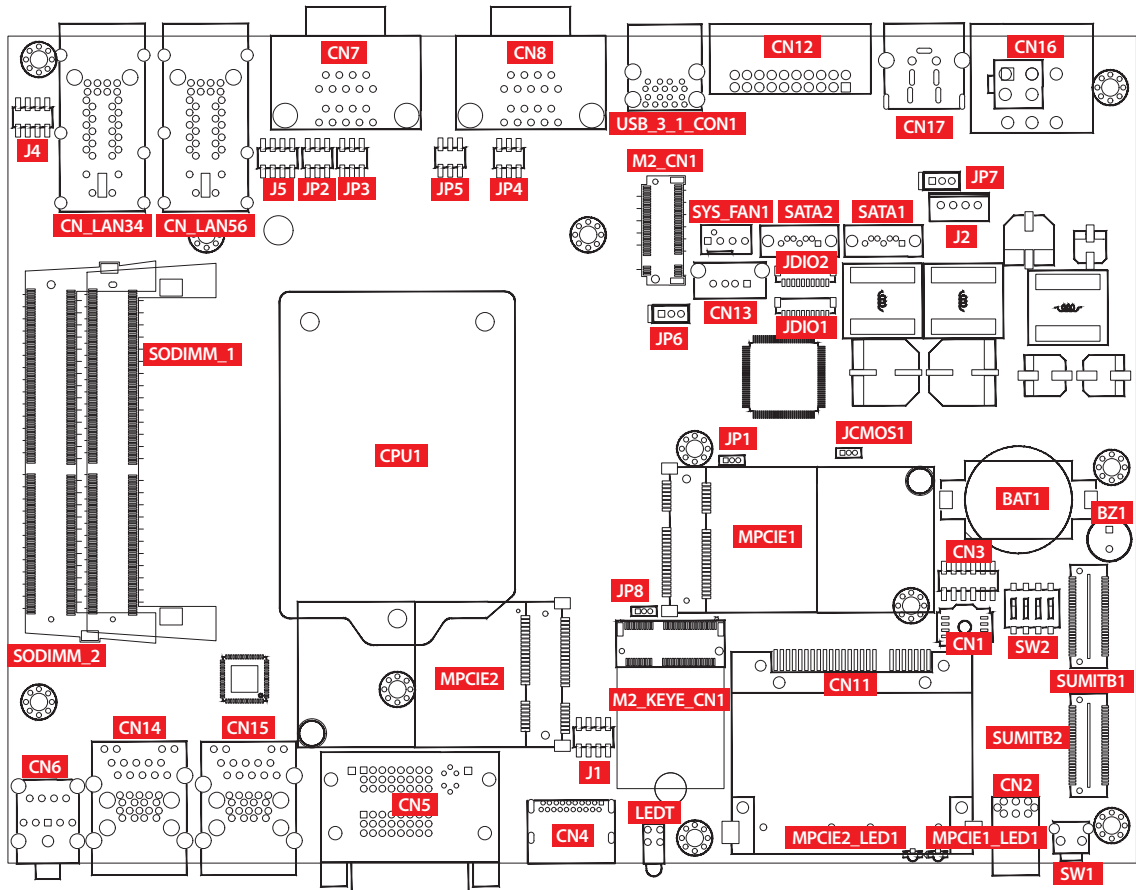 CN7
CN8
CN12
CN16
USB_3_1_CON1
CN17
J4
M2_CN1
J5
JP2
JP3
JP5
JP4
JP7
CN_LAN34
CN_LAN56
SYS_FAN1
SATA2
SATA1
J2
JDIO2
CN13
JDIO1
JP6
SODIMM_1
JP1
JCMOS1
CPU1
BAT1
MPCIE1
BZ1
CN3
JP8
CN1
SW2
SODIMM_2
MPCIE2
CN11
SUMITB1
M2_KEYE_CN1
CN14
CN15
SUMITB2
J1
CN6
CN5
CN2
LEDT
CN4
MPCIE2_LED1
MPCIE1_LED1
SW1